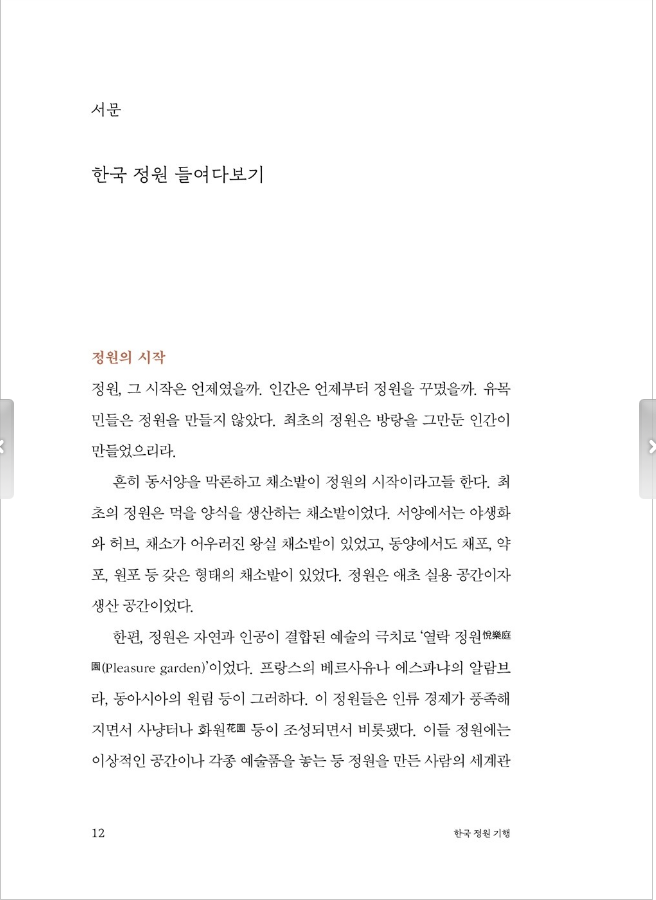 서문
한국 정원 들여다보기
정원의 시작
정원, 그 시작은 언제였을까. 인간은 언제부터 정원을 꾸몄을까. 유목
민들은 정원을 만들지 않았다. 최초의 정원은 방랑을 그만둔 인간이
만들었으리라.
흔히 동서양을 막론하고 채소밭이 정원의 시작이라고들 한다. 최
초의 정원은 먹을 양식을 생산하는 채소밭이었다. 서양에서는 야생화
와 허브, 채소가 어우러진 왕실 채소밭이 있었고, 동양에서도 채포, 약
포, 원포 등 갖은 형태의 채소밭이 있었다. 정원은 애초 실용 공간이자
생산 공간이었다.
한편, 정원은 자연과 인공이 결합된 예술의 극치로 ‘열락 정원悅樂庭
園(Pleasure garden)’이었다. 프랑스의 베르사유나 에스파냐의 알람브
라, 동아시아의 원림 등이 그러하다. 이 정원들은 인류 경제가 풍족해
지면서 사냥터나 화원花園 등이 조성되면서 비롯됐다. 이들 정원에는
이상적인 공간이나 각종 예술품을 놓는 등 정원을 만든 사람의 세계관
12
한국 정원 기행